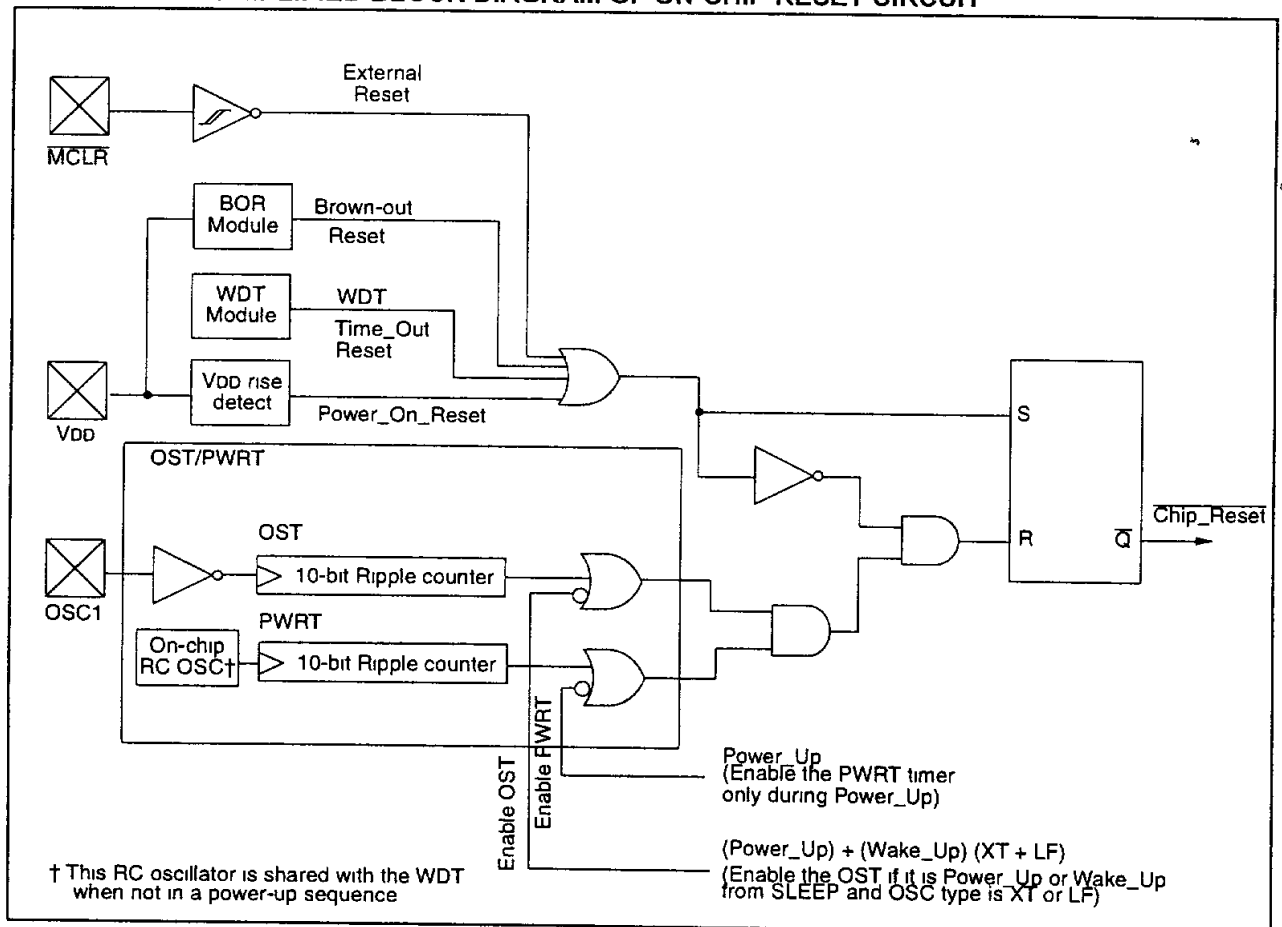 External
Reset
MCLR
BOR
Module
Brown-out
Reset
WDT
Module
WDT
Time_Out
Reset
VDD rise
detect
Power_On_Reset
VDD
S
OST/PWRT
OST
10-bit Ripple counter
OSC1
PWRT
On-chip
RC OSC†
10-bit Ripple counter
R
Q
Chip_Reset
Enable OST
Enable PWRT
Power_Up
(Enable the PWRT timer
only during Power_Up)
(Power_Up) + (Wake_Up) (XT + LF)
(Enable the OST if it is Power_Up or Wake_Up
from SLEEP and OSC type is XT or LF)
† This RC oscillator is shared with the WDT
when not in a power-up sequence